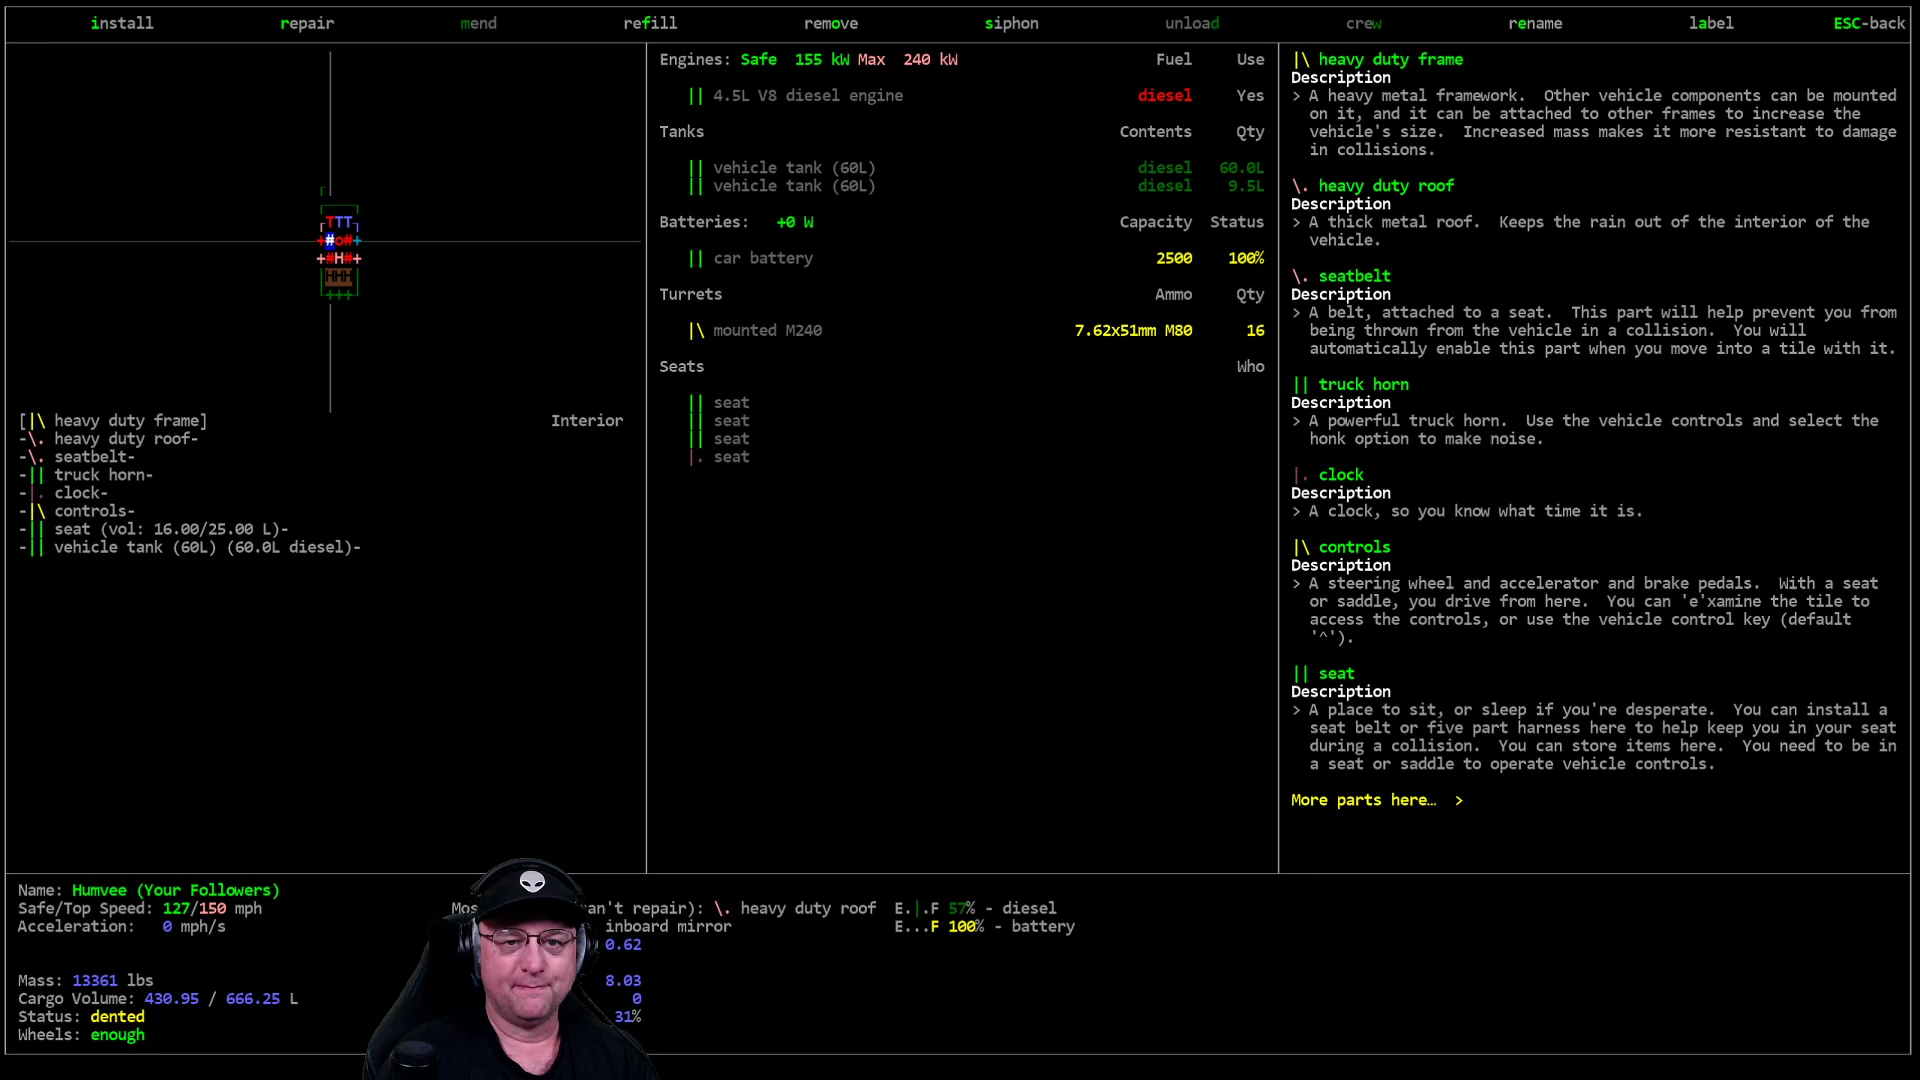 install repair mend refill remove siphon unload crew rename label ESC-back
[|\ heavy duty frame] Interior
-\. heavy duty roof-
-\. seatbelt-
-|| truck horn-
-|. clock-
-|\ controls-
-|| seat (vol: 16.00/25.00 L)-
-|| vehicle tank (60L) (60.0L diesel)-
Engines: Safe 155 kW Max 240 kW Fuel Use
|| 4.5L V8 diesel engine diesel Yes
Tanks Contents Qty
|| vehicle tank (60L) diesel 60.0L
|| vehicle tank (60L) diesel 9.5L
Batteries: +0 W Capacity Status
|| car battery 2500 100%
Turrets Ammo Qty
|\ mounted M240 7.62x51mm M80 16
Seats Who
|| seat
|| seat
|| seat
|. seat
|\ heavy duty frame
Description
> A heavy metal framework. Other vehicle components can be mounted
on it, and it can be attached to other frames to increase the
vehicle's size. Increased mass makes it more resistant to damage
in collisions.
\. heavy duty roof
Description
> A thick metal roof. Keeps the rain out of the interior of the
vehicle.
\. seatbelt
Description
> A belt, attached to a seat. This part will help prevent you from
being thrown from the vehicle in a collision. You will
automatically enable this part when you move into a tile with it.
|| truck horn
Description
> A powerful truck horn. Use the vehicle controls and select the
honk option to make noise.
|. clock
Description
> A clock, so you know what time it is.
|\ controls
Description
> A steering wheel and accelerator and brake pedals. With a seat
or saddle, you drive from here. You can 'e'xamine the tile to
access the controls, or use the vehicle control key (default
'^').
|| seat
Description
> A place to sit, or sleep if you're desperate. You can install a
seat belt or five part harness here to help keep you in your seat
during a collision. You can store items here. You need to be in
a seat or saddle to operate vehicle controls.
More parts here… >
Name: Humvee (Your Followers)
Safe/Top Speed: 127/150 mph
Acceleration: 0 mph/s
Mass: 13361 lbs
Cargo Volume: 430.95 / 666.25 L
Status: dented
Wheels: enough
an't repair): \. heavy duty roof
inboard mirror
0.62
8.03
0
31%
E.|.F 57% - diesel
E...F 100% - battery